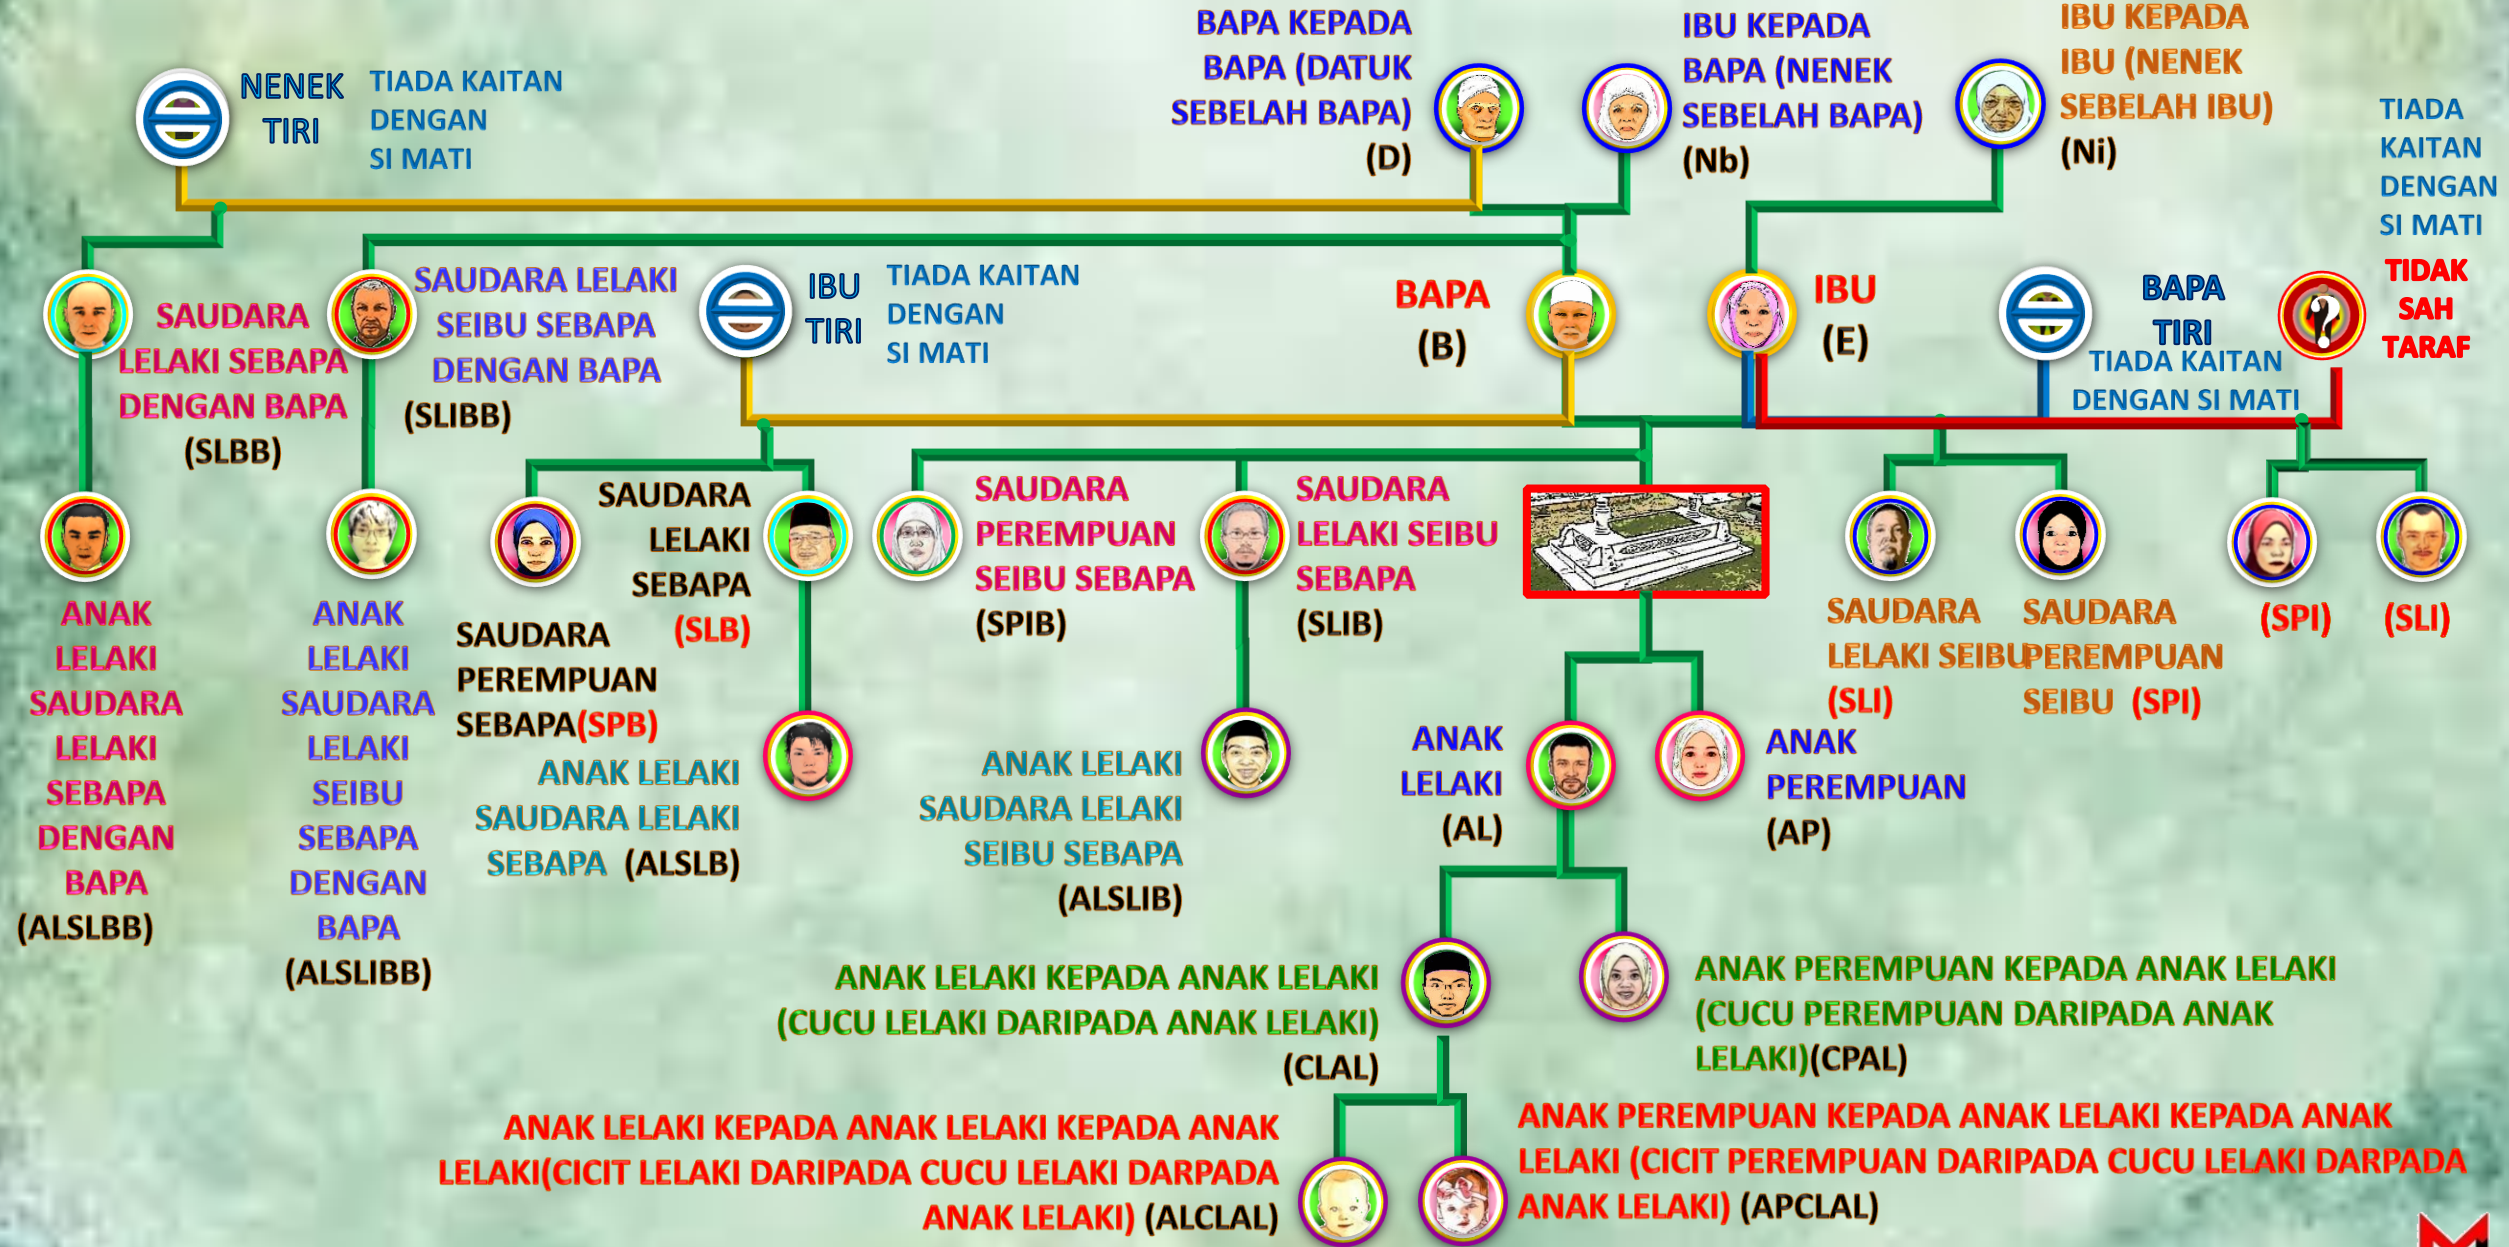 BAPA KEPADA
BAPA (DATUK
SEBELAH BAPA)
(D)
IBU KEPADA
BAPA (NENEK
SEBELAH BAPA)
(Nb)
IBU KEPADA
IBU (NENEK
SEBELAH IBU)
(Ni)
NENEK
TIRI
TIADA KAITAN
DENGAN
SI MATI
TIADA
KAITAN
DENGAN
SI MATI
TIDAK
SAH
TARAF
SAUDARA
LELAKI SEBAPA
DENGAN BAPA
(SLBB)
SAUDARA LELAKI
SEIBU SEBAPA
DENGAN BAPA
(SLIBB)
IBU
TIRI
TIADA KAITAN
DENGAN
SI MATI
BAPA
(B)
IBU
(E)
BAPA
TIRI
TIADA KAITAN
DENGAN SI MATI
ANAK
LELAKI
SAUDARA
LELAKI
SEBAPA
DENGAN
BAPA
(ALSLBB)
ANAK
LELAKI
SAUDARA
LELAKI
SEIBU
SEBAPA
DENGAN
BAPA
(ALSLIBB)
SAUDARA
PEREMPUAN
SEBAPA(SPB)
SAUDARA
LELAKI
SEBAPA
(SLB)
SAUDARA
PEREMPUAN
SEIBU SEBAPA
(SPIB)
SAUDARA
LELAKI SEIBU
SEBAPA
(SLIB)
SAUDARA
LELAKI SEIBU
(SLI)
SAUDARA
PEREMPUAN
SEIBU (SPI)
(SPI)
(SLI)
ANAK LELAKI
SAUDARA LELAKI
SEBAPA (ALSLB)
ANAK LELAKI
SAUDARA LELAKI
SEIBU SEBAPA
(ALSLIB)
ANAK
LELAKI
(AL)
ANAK
PEREMPUAN
(AP)
ANAK LELAKI KEPADA ANAK LELAKI
(CUCU LELAKI DARIPADA ANAK LELAKI)
(CLAL)
ANAK PEREMPUAN KEPADA ANAK LELAKI
(CUCU PEREMPUAN DARIPADA ANAK
LELAKI)(CPAL)
ANAK LELAKI KEPADA ANAK LELAKI KEPADA ANAK
LELAKI(CICIT LELAKI DARIPADA CUCU LELAKI DARPADA
ANAK LELAKI) (ALCLAL)
ANAK PEREMPUAN KEPADA ANAK LELAKI KEPADA ANAK
LELAKI (CICIT PEREMPUAN DARIPADA CUCU LELAKI DARPADA
ANAK LELAKI) (APCLAL)